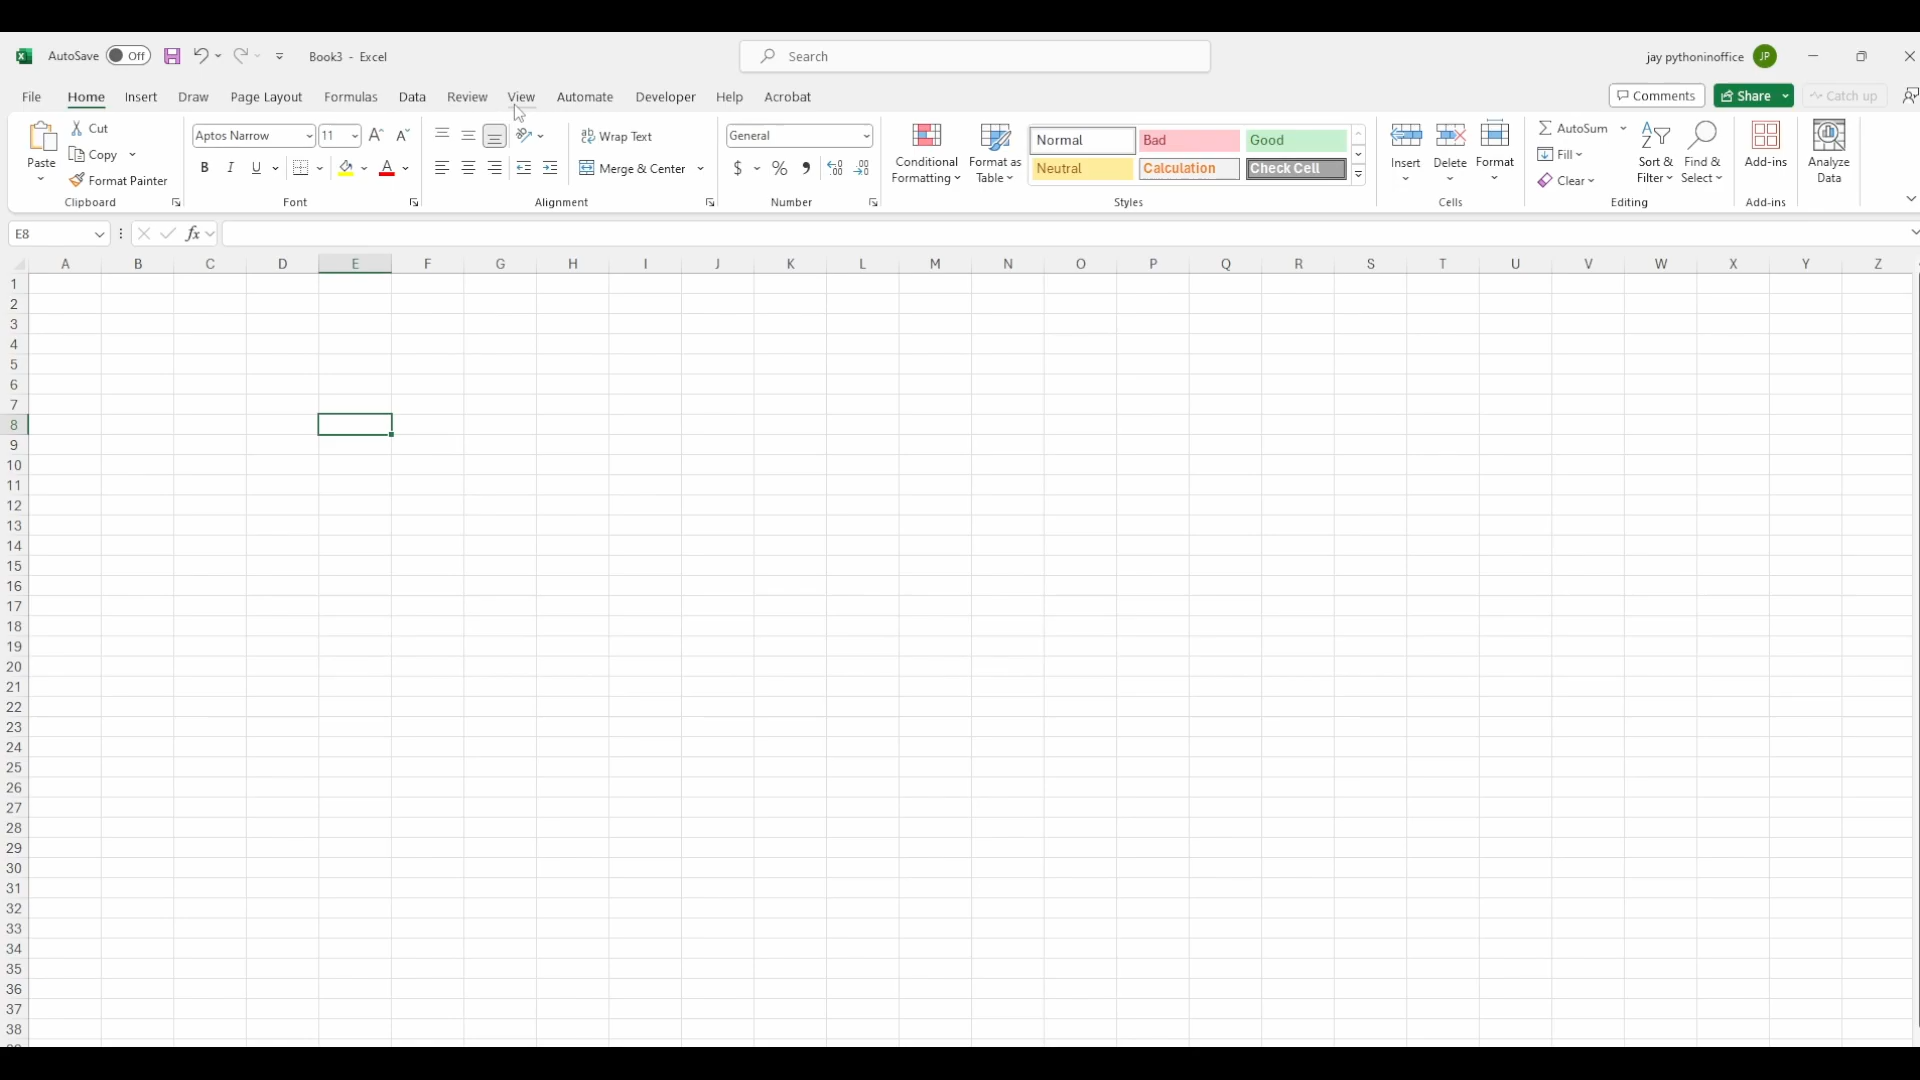 AutoSave Off Book3 - Excel Search jay pythoninoffice JP
File Home Insert Draw Page Layout Formulas Data Review View Automate Developer Help Acrobat Comments Share Catch up
Paste Cut Copy Format Painter
Clipboard
Aptos Narrow 11
B I U
Font
Wrap Text
Merge & Center
Alignment
General
$ % ,
Number
Conditional Formatting
Format as Table
Normal Bad Good
Neutral Calculation Check Cell
Styles
Insert Delete Format
Cells
AutoSum
Fill
Clear
Sort & Filter
Find & Select
Editing
Add-ins
Add-ins
Analyze Data
E8 fx
A B C D E F G H I J K L M N O P Q R S T U V W X Y Z
1
2
3
4
5
6
7
8
9
10
11
12
13
14
15
16
17
18
19
20
21
22
23
24
25
26
27
28
29
30
31
32
33
34
35
36
37
38